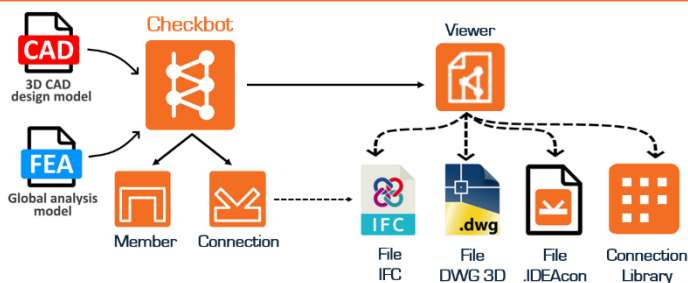 Checkbot
Viewer
CAD
3D CAD
design model
FEA
Global analysis
model
Member
Connection
IFC
.dwg
File
IFC
File
DWG 3D
File
.IDEAcon
Connection
Library